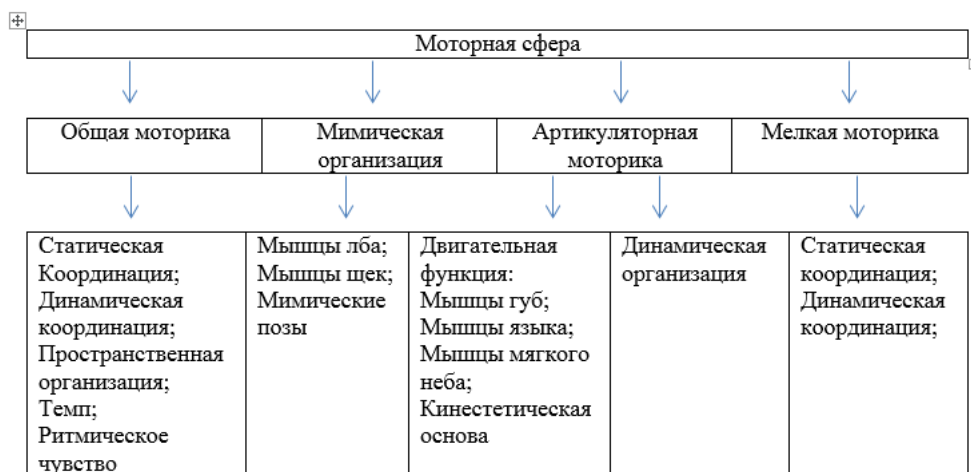 Моторная сфера
Общая моторика
Мимическая
организация
Артикуляторная
моторика
Мелкая моторика
Статическая
Координация;
Динамическая
координация;
Пространственная
организация;
Темп;
Ритмическое
чувство
Мышцы лба;
Мышцы щек;
Мимические
позы
Двигательная
функция:
Мышцы губ;
Мышцы языка;
Мышцы мягкого
неба;
Кинестетическая
основа
Динамическая
организация
Статическая
координация;
Динамическая
координация;